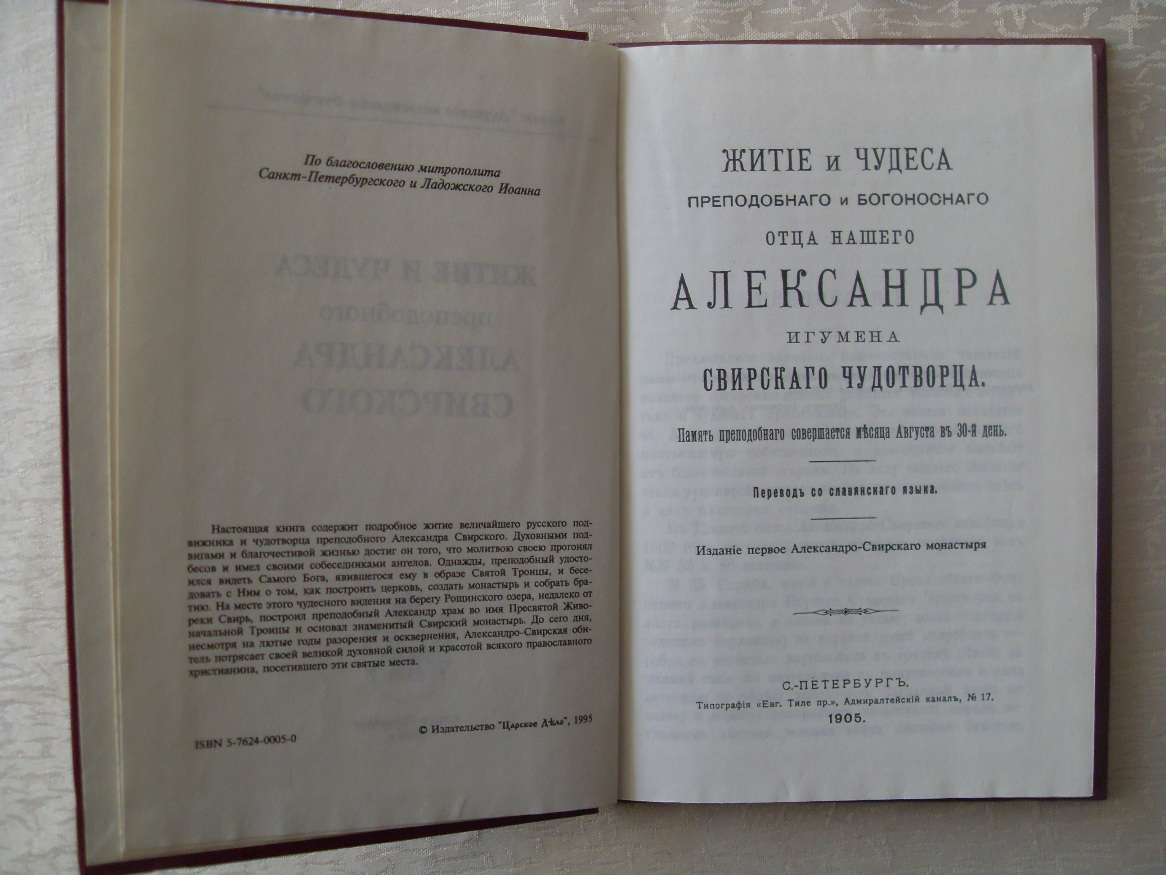 По благословению митрополита
Санкт-Петербургского и Ладожского Иоанна
Настоящая книга содержит подробное житие величайшего русского под-
вижника и чудотворца преподобного Александра Свирского. Духовными под-
вигами и благочестивой жизнью достиг он того, что молитвою своею прогонял
бесов и имел своими собеседниками ангелов. Однажды, преподобный удосто-
ился видеть Самого Бога, явившегося ему в образе Святой Троицы, и бесе-
довать с Ним о том, как построить церковь, создать монастырь и собрать бра-
тию. На месте этого чудесного видения на берегу Рощинского озера, недалеко от
реки Свирь, построил преподобный Александр храм во имя Пресвятой Живо-
начальной Троицы и основал знаменитый Свирский монастырь. До сего дня,
несмотря на лютые годы разорения и осквернения, Александро-Свирская оби-
тель потрясает своей великой духовной силой и красотой всякого православного
христианина, посетившего эти святые места.
© Издательство "Царское Дѣло", 1995
ISBN 5-7624-0005-0
ЖИТІЕ и ЧУДЕСА
ПРЕПОДОБНАГО и БОГОНОСНАГО
ОТЦА НАШЕГО
АЛЕКСАНДРА
ИГУМЕНА
СВИРСКАГО ЧУДОТВОРЦА.
Память преподобнаго совершается мѣсяца Августа въ 30-й день.
Переводъ со славянскаго языка.
Изданіе первое Александро-Свирскаго монастыря
С.-ПЕТЕРБУРГЪ.
Типографія «Евг. Тиле пр.», Адмиралтейскій каналъ, № 17.
1905.